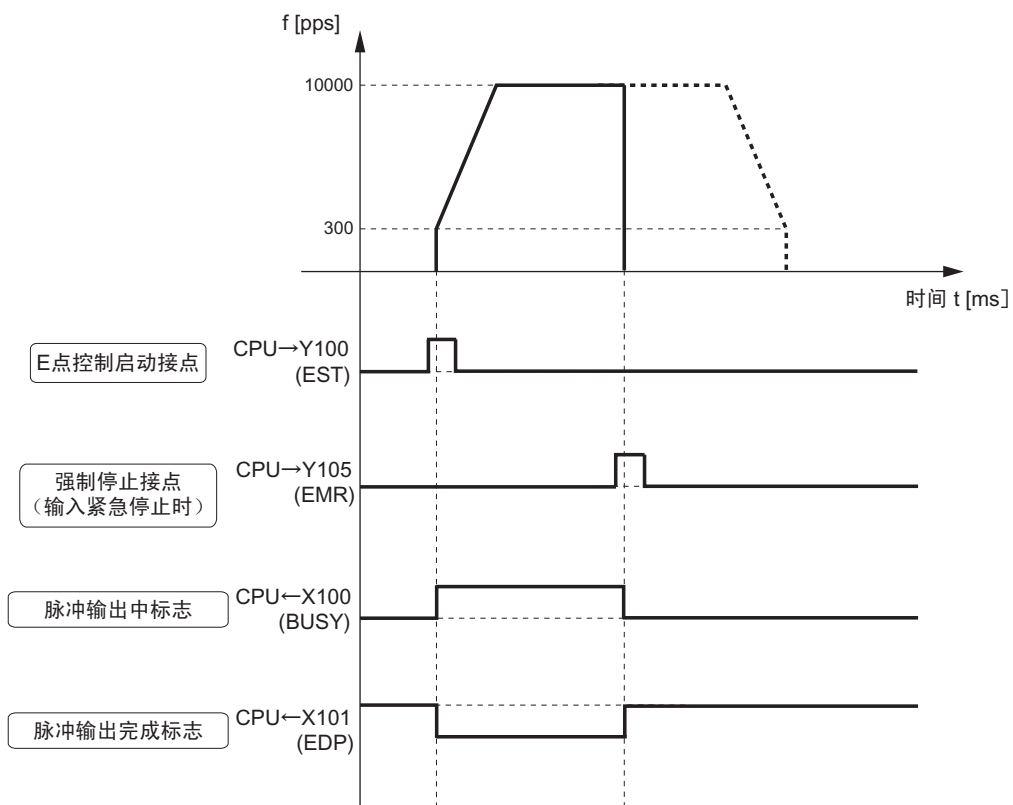 f [pps]
10000
300
时间 t [ms]
E点控制启动接点
CPU→Y100
(EST)
强制停止接点
（输入紧急停止时）
CPU→Y105
(EMR)
脉冲输出中标志
CPU←X100
(BUSY)
脉冲输出完成标志
CPU←X101
(EDP)